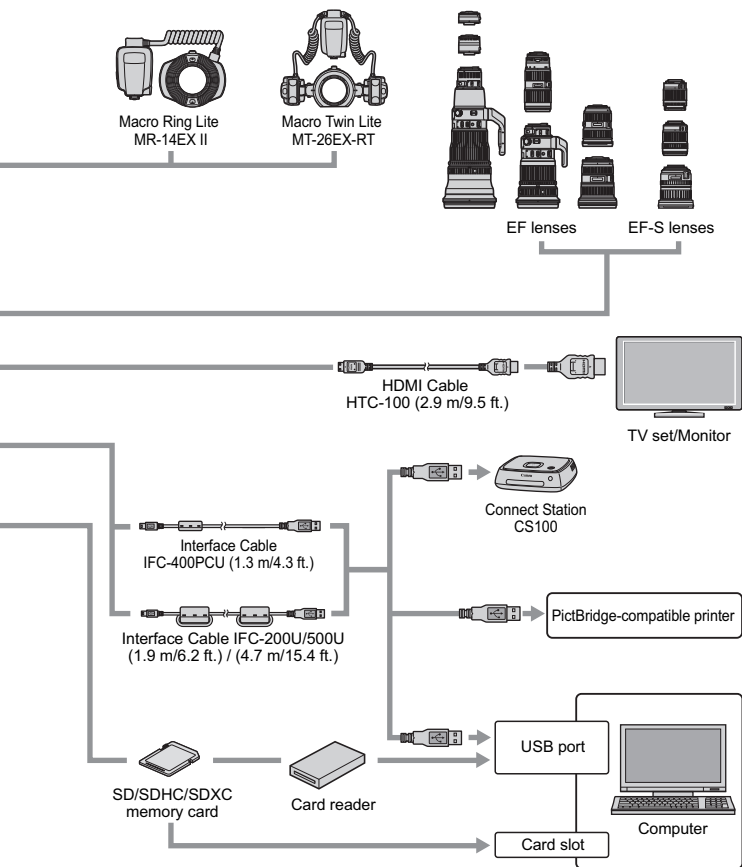 Macro Ring Lite
MR-14EX II
Macro Twin Lite
MT-26EX-RT
EF lenses
EF-S lenses
HDMI Cable
HTC-100 (2.9 m/9.5 ft.)
TV set/Monitor
Connect Station
CS100
Interface Cable
IFC-400PCU (1.3 m/4.3 ft.)
Interface Cable IFC-200U/500U
(1.9 m/6.2 ft.) / (4.7 m/15.4 ft.)
PictBridge-compatible printer
USB port
SD/SDHC/SDXC
memory card
Card reader
Computer
Card slot